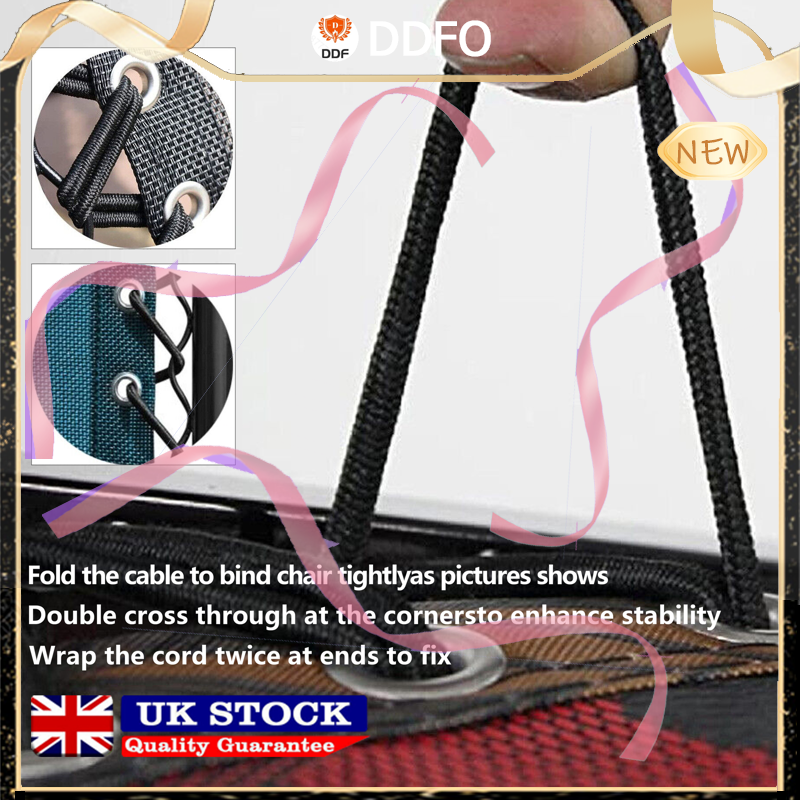 DDF
DDFO
NEW
Fold the cable to bind chair tightlyas pictures shows
Double cross through at the cornersto enhance stability
Wrap the cord twice at ends to fix
UK STOCK
Quality Guarantee